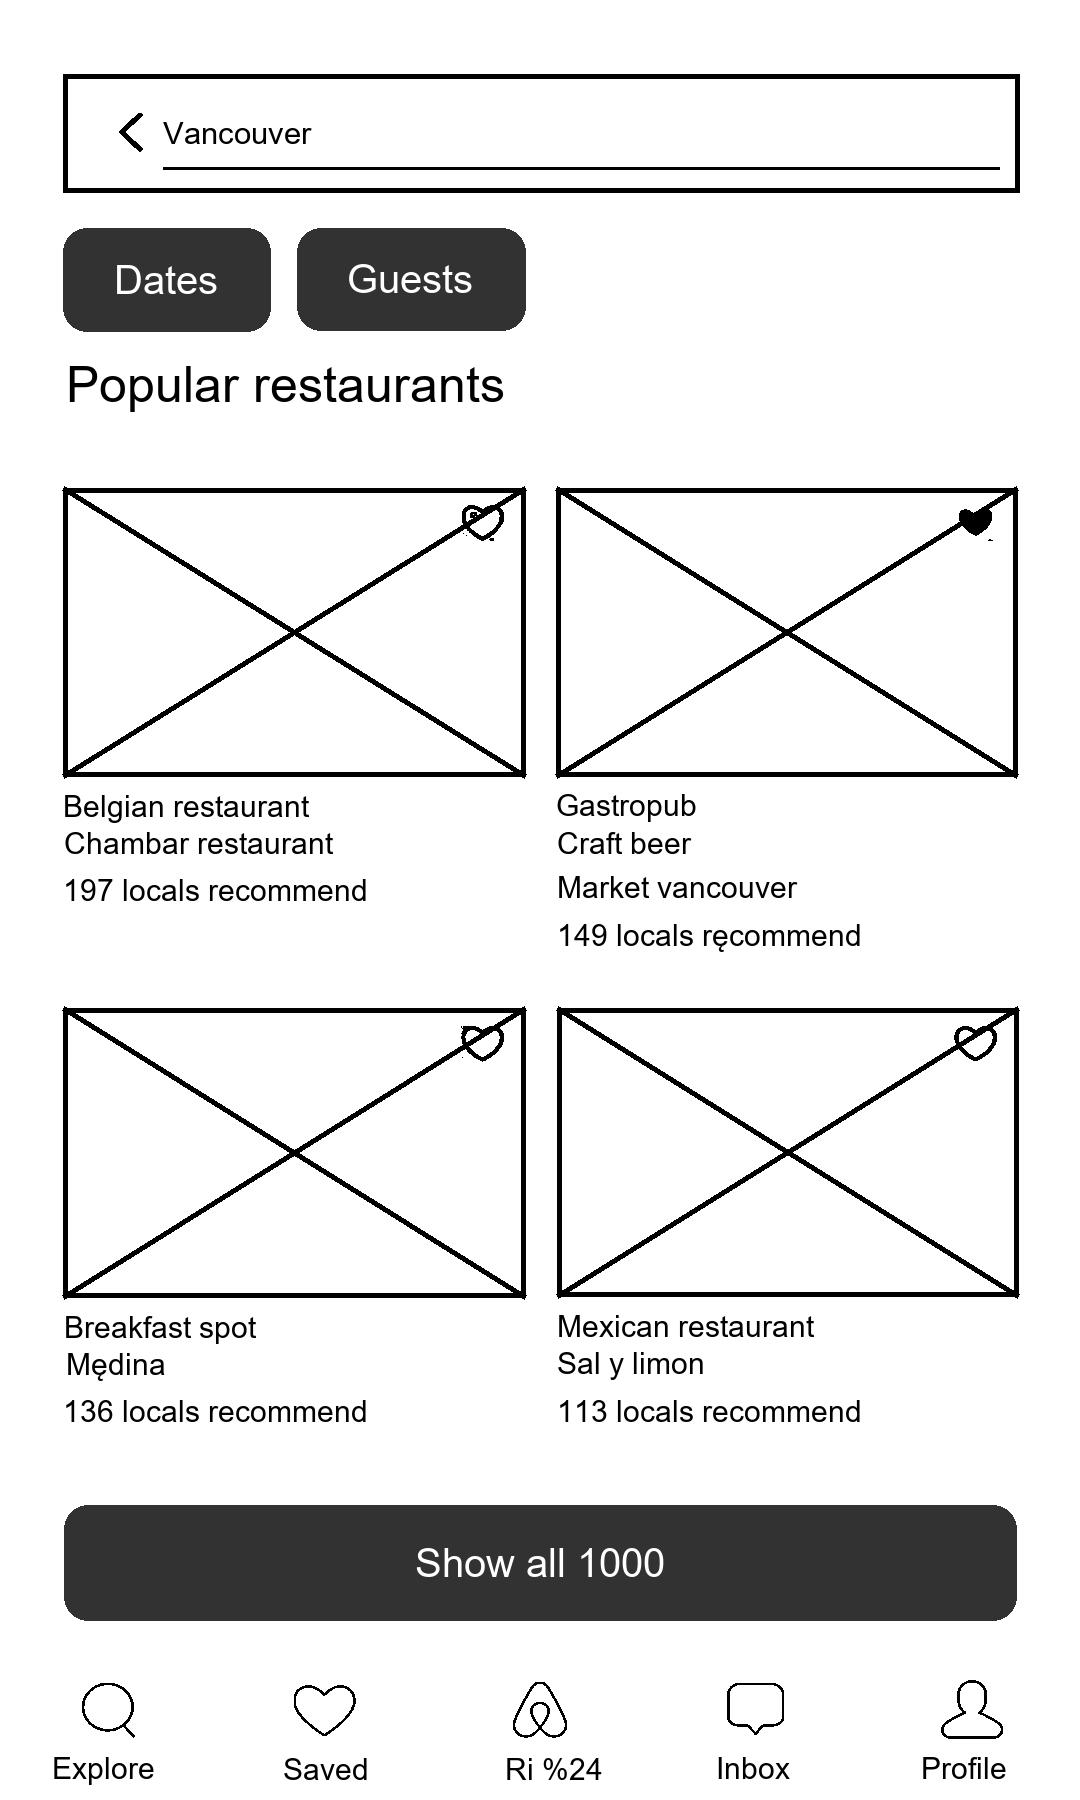 Vancouver
Dates
Guests
Popular restaurants
Belgian restaurant
Chambar restaurant
197 locals recommend
Gastropub
Craft beer
Market vancouver
149 locals ręcommend
Breakfast spot
Mędina
136 locals recommend
Mexican restaurant
Sal y limon
113 locals recommend
Show all 1000
Explore
Saved
Ri %24
Inbox
Profile